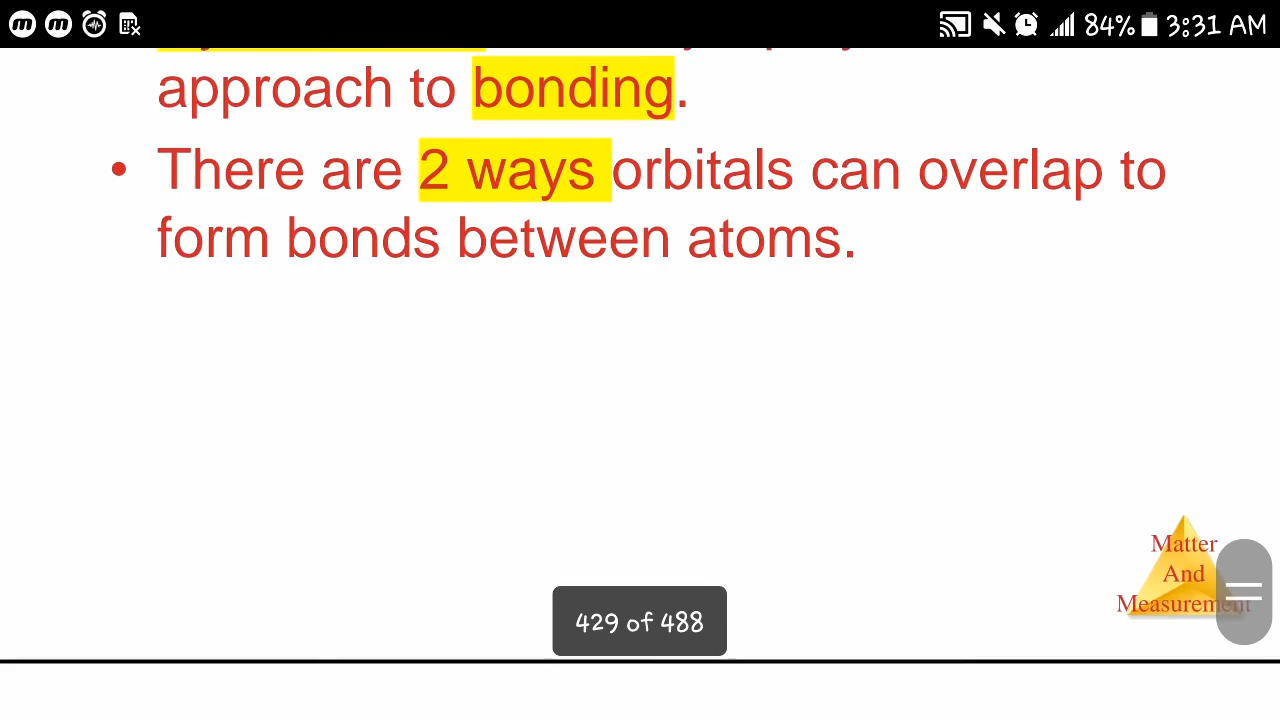 84% 3:31 AM
approach to bonding.
• There are 2 ways orbitals can overlap to
form bonds between atoms.
Matter
And
Measurement
429 of 488